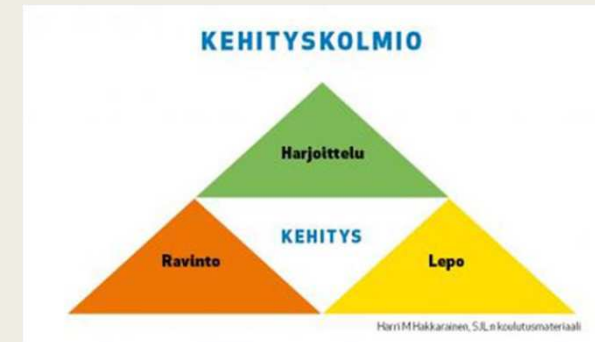 KEHITYSKOLMIO
Harjoittelu
KEHITYS
Ravinto
Lepo
Harri M Hakkarainen, SJL:n koulutusmateriaali